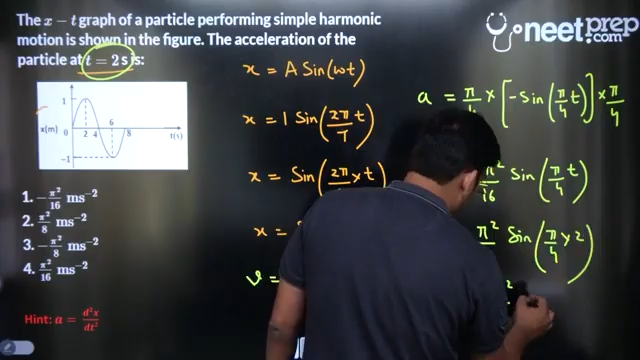 The x – t graph of a particle performing simple harmonic
motion is shown in the figure. The acceleration of the
particle at t = 2 s is:
neetprep
.com
1
x(m) 0
2 4
6
8
t(s)
−1
1. −π²/16 ms⁻²
2. π²/8 ms⁻²
3. −π²/8 ms⁻²
4. π²/16 ms⁻²
Hint: a = d²x/dt²
x = A Sin(ωt)
x = 1 Sin(2π/T t)
x = Sin(2π/ × t)
x =
v =
a = π/4 × [−Sin(π/4 t)] × π/4
π²/16 Sin(π/4 t)
π² Sin(π/4 × 2)